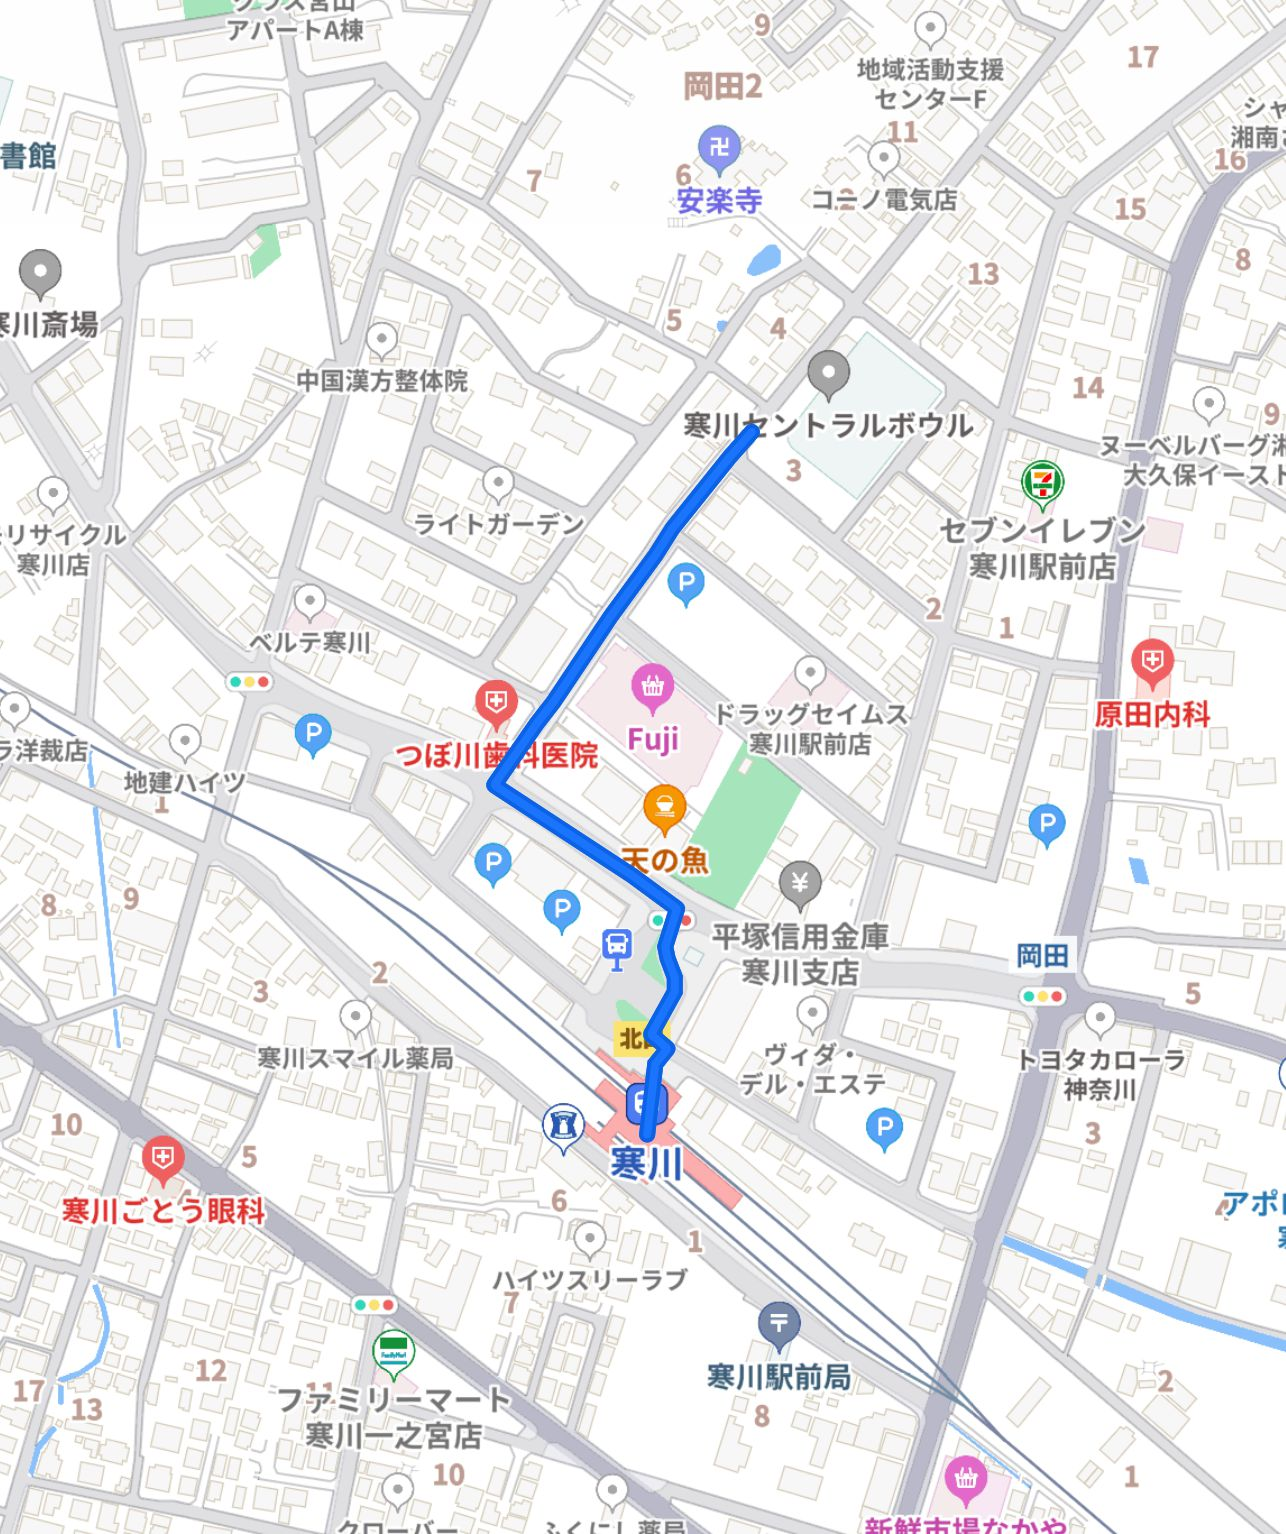 アパートA棟
9
17
岡田2
地域活動支援
センターF
11
シャ
湘南
16
書館
7
6
安楽寺
2
コーノ電気店
15
8
13
寒川斎場
5
4
中国漢方整体院
14
寒川セントラルボウル
9
ヌーベルバーグ湘
大久保イースト
3
ライトガーデン
セブンイレブン
寒川駅前店
リサイクル
寒川店
P
2
1
ベルテ寒川
原田内科
ドラッグセイムス
寒川駅前店
Fuji
P
ラ洋裁店
つぼ川歯科医院
地建ハイツ
1
P
天の魚
P
8
9
P
平塚信用金庫
寒川支店
岡田
2
3
5
北口
寒川スマイル薬局
ヴィダ・
デル・エステ
トヨタカローラ
神奈川
10
P
3
5
寒川
4
寒川ごとう眼科
6
アポ
4
1
ハイツスリーラブ
7
FamilyMart
寒川駅前局
12
17
13
11
ファミリーマート
寒川一之宮店
8
2
10
1
クローバー
ふくにし薬局
新鮮市場なかや